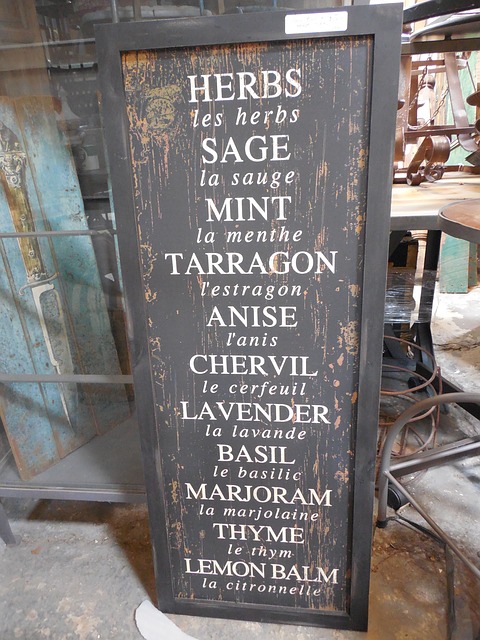 HERBS
les herbs
SAGE
la sauge
MINT
la menthe
TARRAGON
l'estragon
ANISE
l'anis
CHERVIL
le cerfeuil
LAVENDER
la lavande
BASIL
le basilic
MARJORAM
la marjolaine
THYME
le thym
LEMON BALM
la citronnelle